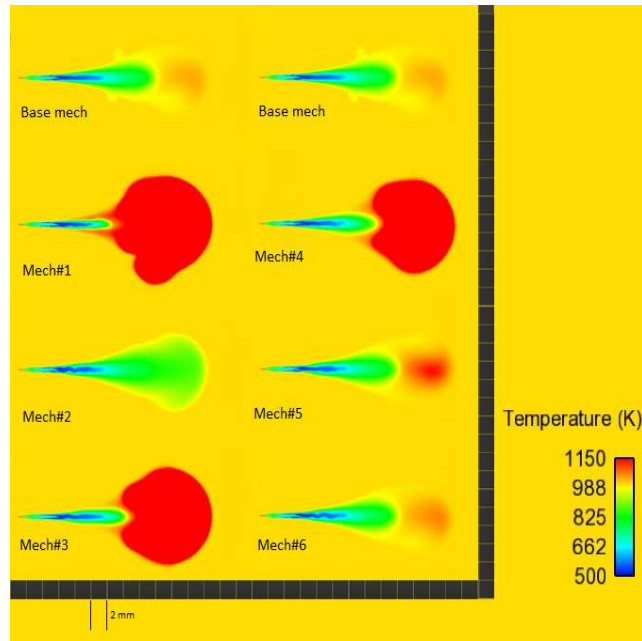 Base mech
Base mech
Mech#1
Mech#4
Mech#2
Mech#5
Mech#3
Mech#6
Temperature (K)
1150
988
825
662
500
2 mm